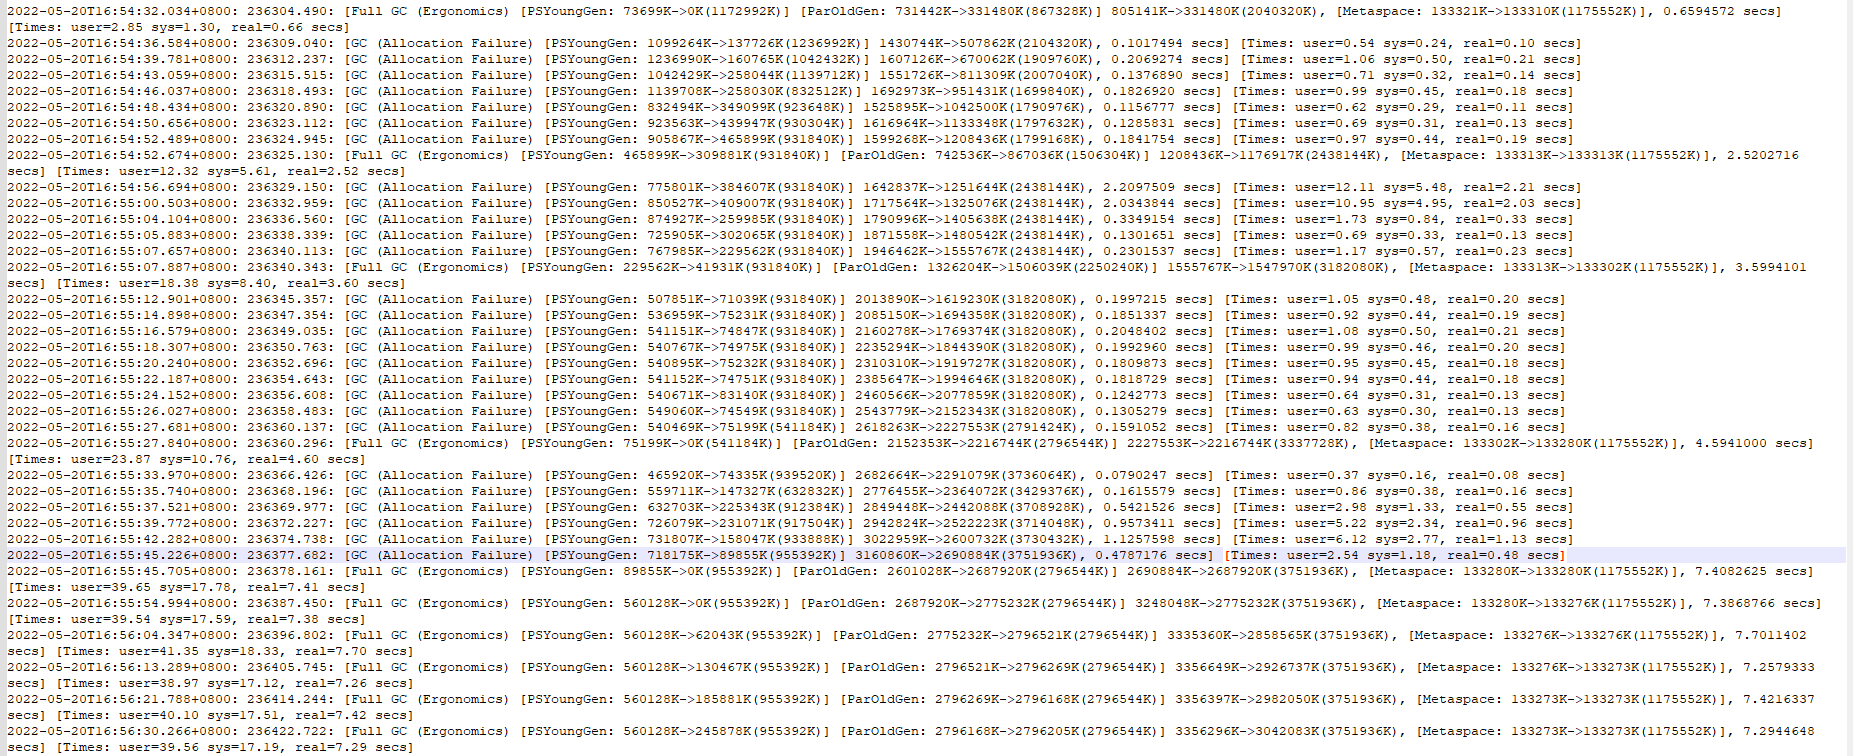 2022-05-20T16:54:32.034+0800: 236304.490: [Full GC (Ergonomics) [PSYoungGen: 73699K->0K(1172992K)] [ParOldGen: 731442K->331480K(867328K)] 805141K->331480K(2040320K), [Metaspace: 133321K->133310K(1175552K)], 0.6594572 secs]
[Times: user=2.85 sys=1.30, real=0.66 secs]
2022-05-20T16:54:36.584+0800: 236309.040: [GC (Allocation Failure) [PSYoungGen: 1099264K->137726K(1236992K)] 1430744K->507862K(2104320K), 0.1017494 secs] [Times: user=0.54 sys=0.24, real=0.10 secs]
2022-05-20T16:54:39.781+0800: 236312.237: [GC (Allocation Failure) [PSYoungGen: 1236990K->160765K(1042432K)] 1607126K->670062K(1909760K), 0.2069274 secs] [Times: user=1.06 sys=0.50, real=0.21 secs]
2022-05-20T16:54:43.059+0800: 236315.515: [GC (Allocation Failure) [PSYoungGen: 1042429K->258044K(1139712K)] 1551726K->811309K(2007040K), 0.1376890 secs] [Times: user=0.71 sys=0.32, real=0.14 secs]
2022-05-20T16:54:46.037+0800: 236318.493: [GC (Allocation Failure) [PSYoungGen: 1139708K->258030K(832512K)] 1692973K->951431K(1699840K), 0.1826920 secs] [Times: user=0.99 sys=0.45, real=0.18 secs]
2022-05-20T16:54:48.434+0800: 236320.890: [GC (Allocation Failure) [PSYoungGen: 832494K->349099K(923648K)] 1525895K->1042500K(1790976K), 0.1156777 secs] [Times: user=0.62 sys=0.29, real=0.11 secs]
2022-05-20T16:54:50.656+0800: 236323.112: [GC (Allocation Failure) [PSYoungGen: 923563K->439947K(930304K)] 1616964K->1133348K(1797632K), 0.1285831 secs] [Times: user=0.69 sys=0.31, real=0.13 secs]
2022-05-20T16:54:52.489+0800: 236324.945: [GC (Allocation Failure) [PSYoungGen: 905867K->465899K(931840K)] 1599268K->1208436K(1799168K), 0.1841754 secs] [Times: user=0.97 sys=0.44, real=0.19 secs]
2022-05-20T16:54:52.674+0800: 236325.130: [Full GC (Ergonomics) [PSYoungGen: 465899K->309881K(931840K)] [ParOldGen: 742536K->867036K(1506304K)] 1208436K->1176917K(2438144K), [Metaspace: 133313K->133313K(1175552K)], 2.5202716
secs] [Times: user=12.32 sys=5.61, real=2.52 secs]
2022-05-20T16:54:56.694+0800: 236329.150: [GC (Allocation Failure) [PSYoungGen: 775801K->384607K(931840K)] 1642837K->1251644K(2438144K), 2.2097509 secs] [Times: user=12.11 sys=5.48, real=2.21 secs]
2022-05-20T16:55:00.503+0800: 236332.959: [GC (Allocation Failure) [PSYoungGen: 850527K->409007K(931840K)] 1717564K->1325076K(2438144K), 2.0343844 secs] [Times: user=10.95 sys=4.95, real=2.03 secs]
2022-05-20T16:55:04.104+0800: 236336.560: [GC (Allocation Failure) [PSYoungGen: 874927K->259985K(931840K)] 1790996K->1405638K(2438144K), 0.3349154 secs] [Times: user=1.73 sys=0.84, real=0.33 secs]
2022-05-20T16:55:05.883+0800: 236338.339: [GC (Allocation Failure) [PSYoungGen: 725905K->302065K(931840K)] 1871558K->1480542K(2438144K), 0.1301651 secs] [Times: user=0.69 sys=0.33, real=0.13 secs]
2022-05-20T16:55:07.657+0800: 236340.113: [GC (Allocation Failure) [PSYoungGen: 767985K->229562K(931840K)] 1946462K->1555767K(2438144K), 0.2301537 secs] [Times: user=1.17 sys=0.57, real=0.23 secs]
2022-05-20T16:55:07.887+0800: 236340.343: [Full GC (Ergonomics) [PSYoungGen: 229562K->41931K(931840K)] [ParOldGen: 1326204K->1506039K(2250240K)] 1555767K->1547970K(3182080K), [Metaspace: 133313K->133302K(1175552K)], 3.5994101
secs] [Times: user=18.38 sys=8.40, real=3.60 secs]
2022-05-20T16:55:12.901+0800: 236345.357: [GC (Allocation Failure) [PSYoungGen: 507851K->71039K(931840K)] 2013890K->1619230K(3182080K), 0.1997215 secs] [Times: user=1.05 sys=0.48, real=0.20 secs]
2022-05-20T16:55:14.898+0800: 236347.354: [GC (Allocation Failure) [PSYoungGen: 536959K->75231K(931840K)] 2085150K->1694358K(3182080K), 0.1851337 secs] [Times: user=0.92 sys=0.44, real=0.19 secs]
2022-05-20T16:55:16.579+0800: 236349.035: [GC (Allocation Failure) [PSYoungGen: 541151K->74847K(931840K)] 2160278K->1769374K(3182080K), 0.2048402 secs] [Times: user=1.08 sys=0.50, real=0.21 secs]
2022-05-20T16:55:18.307+0800: 236350.763: [GC (Allocation Failure) [PSYoungGen: 540767K->74975K(931840K)] 2235294K->1844390K(3182080K), 0.1992960 secs] [Times: user=0.99 sys=0.46, real=0.20 secs]
2022-05-20T16:55:20.240+0800: 236352.696: [GC (Allocation Failure) [PSYoungGen: 540895K->75232K(931840K)] 2310310K->1919727K(3182080K), 0.1809873 secs] [Times: user=0.95 sys=0.45, real=0.18 secs]
2022-05-20T16:55:22.187+0800: 236354.643: [GC (Allocation Failure) [PSYoungGen: 541152K->74751K(931840K)] 2385647K->1994646K(3182080K), 0.1818729 secs] [Times: user=0.94 sys=0.44, real=0.18 secs]
2022-05-20T16:55:24.152+0800: 236356.608: [GC (Allocation Failure) [PSYoungGen: 540671K->83140K(931840K)] 2460566K->2077859K(3182080K), 0.1242773 secs] [Times: user=0.64 sys=0.31, real=0.13 secs]
2022-05-20T16:55:26.027+0800: 236358.483: [GC (Allocation Failure) [PSYoungGen: 549060K->74549K(931840K)] 2543779K->2152343K(3182080K), 0.1305279 secs] [Times: user=0.63 sys=0.30, real=0.13 secs]
2022-05-20T16:55:27.681+0800: 236360.137: [GC (Allocation Failure) [PSYoungGen: 540469K->75199K(541184K)] 2618263K->2227553K(2791424K), 0.1591052 secs] [Times: user=0.82 sys=0.38, real=0.16 secs]
2022-05-20T16:55:27.840+0800: 236360.296: [Full GC (Ergonomics) [PSYoungGen: 75199K->0K(541184K)] [ParOldGen: 2152353K->2216744K(2796544K)] 2227553K->2216744K(3337728K), [Metaspace: 133302K->133280K(1175552K)], 4.5941000 secs]
[Times: user=23.87 sys=10.76, real=4.60 secs]
2022-05-20T16:55:33.970+0800: 236366.426: [GC (Allocation Failure) [PSYoungGen: 465920K->74335K(939520K)] 2682664K->2291079K(3736064K), 0.0790247 secs] [Times: user=0.37 sys=0.16, real=0.08 secs]
2022-05-20T16:55:35.740+0800: 236368.196: [GC (Allocation Failure) [PSYoungGen: 559711K->147327K(632832K)] 2776455K->2364072K(3429376K), 0.1615579 secs] [Times: user=0.86 sys=0.38, real=0.16 secs]
2022-05-20T16:55:37.521+0800: 236369.977: [GC (Allocation Failure) [PSYoungGen: 632703K->225343K(912384K)] 2849448K->2442088K(3708928K), 0.5421526 secs] [Times: user=2.98 sys=1.33, real=0.55 secs]
2022-05-20T16:55:39.772+0800: 236372.227: [GC (Allocation Failure) [PSYoungGen: 726079K->231071K(917504K)] 2942824K->2522223K(3714048K), 0.9573411 secs] [Times: user=5.22 sys=2.34, real=0.96 secs]
2022-05-20T16:55:42.282+0800: 236374.738: [GC (Allocation Failure) [PSYoungGen: 731807K->158047K(933888K)] 3022959K->2600732K(3730432K), 1.1257598 secs] [Times: user=6.12 sys=2.77, real=1.13 secs]
2022-05-20T16:55:45.226+0800: 236377.682: [GC (Allocation Failure) [PSYoungGen: 718175K->89855K(955392K)] 3160860K->2690884K(3751936K), 0.4787176 secs] [Times: user=2.54 sys=1.18, real=0.48 secs]
2022-05-20T16:55:45.705+0800: 236378.161: [Full GC (Ergonomics) [PSYoungGen: 89855K->0K(955392K)] [ParOldGen: 2601028K->2687920K(2796544K)] 2690884K->2687920K(3751936K), [Metaspace: 133280K->133280K(1175552K)], 7.4082625 secs]
[Times: user=39.65 sys=17.78, real=7.41 secs]
2022-05-20T16:55:54.994+0800: 236387.450: [Full GC (Ergonomics) [PSYoungGen: 560128K->0K(955392K)] [ParOldGen: 2687920K->2775232K(2796544K)] 3248048K->2775232K(3751936K), [Metaspace: 133280K->133276K(1175552K)], 7.3868766 secs]
[Times: user=39.54 sys=17.59, real=7.38 secs]
2022-05-20T16:56:04.347+0800: 236396.802: [Full GC (Ergonomics) [PSYoungGen: 560128K->62043K(955392K)] [ParOldGen: 2775232K->2796521K(2796544K)] 3335360K->2858565K(3751936K), [Metaspace: 133276K->133276K(1175552K)], 7.7011402
secs] [Times: user=41.35 sys=18.33, real=7.70 secs]
2022-05-20T16:56:13.289+0800: 236405.745: [Full GC (Ergonomics) [PSYoungGen: 560128K->130467K(955392K)] [ParOldGen: 2796521K->2796269K(2796544K)] 3356649K->2926737K(3751936K), [Metaspace: 133276K->133273K(1175552K)], 7.2579333
secs] [Times: user=38.97 sys=17.12, real=7.26 secs]
2022-05-20T16:56:21.788+0800: 236414.244: [Full GC (Ergonomics) [PSYoungGen: 560128K->185881K(955392K)] [ParOldGen: 2796269K->2796168K(2796544K)] 3356397K->2982050K(3751936K), [Metaspace: 133273K->133273K(1175552K)], 7.4216337
secs] [Times: user=40.10 sys=17.51, real=7.42 secs]
2022-05-20T16:56:30.266+0800: 236422.722: [Full GC (Ergonomics) [PSYoungGen: 560128K->245878K(955392K)] [ParOldGen: 2796168K->2796205K(2796544K)] 3356296K->3042083K(3751936K), [Metaspace: 133273K->133273K(1175552K)], 7.2944648
secs] [Times: user=39.56 sys=17.19, real=7.29 secs]